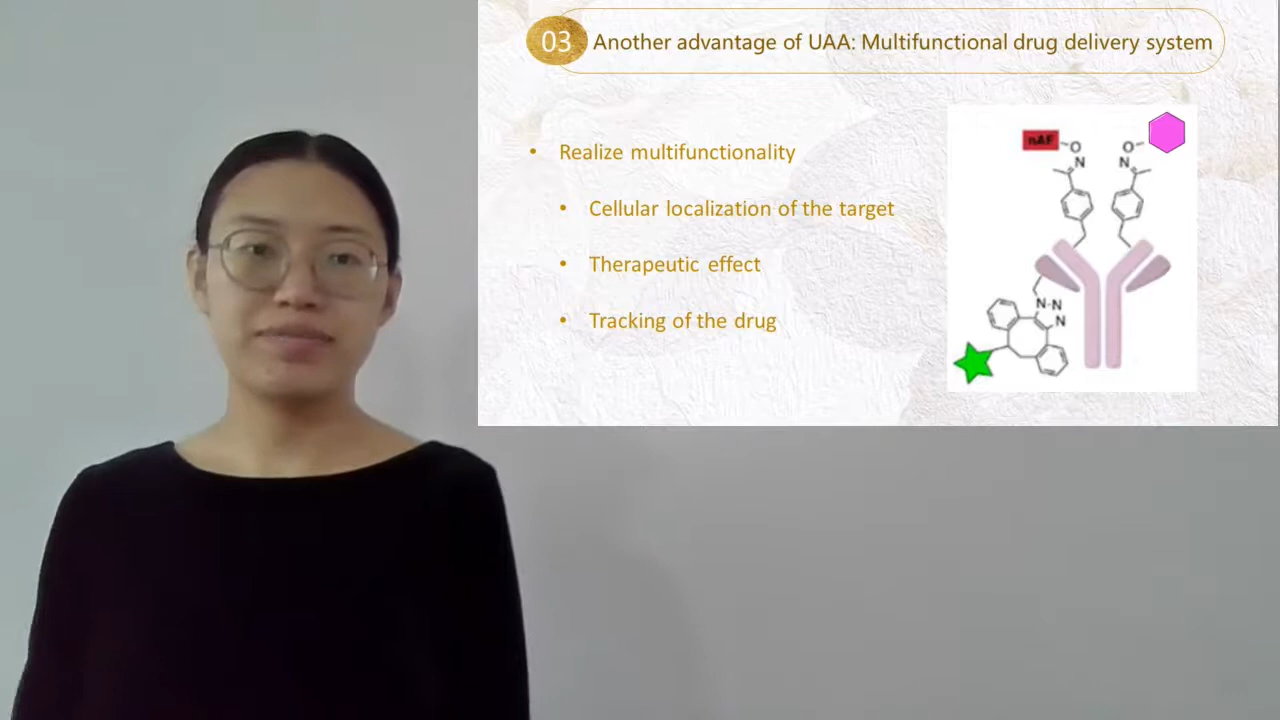 03
Another advantage of UAA: Multifunctional drug delivery system
• Realize multifunctionality
• Cellular localization of the target
• Therapeutic effect
• Tracking of the drug
nAF
O
N
O
N
N-N
N